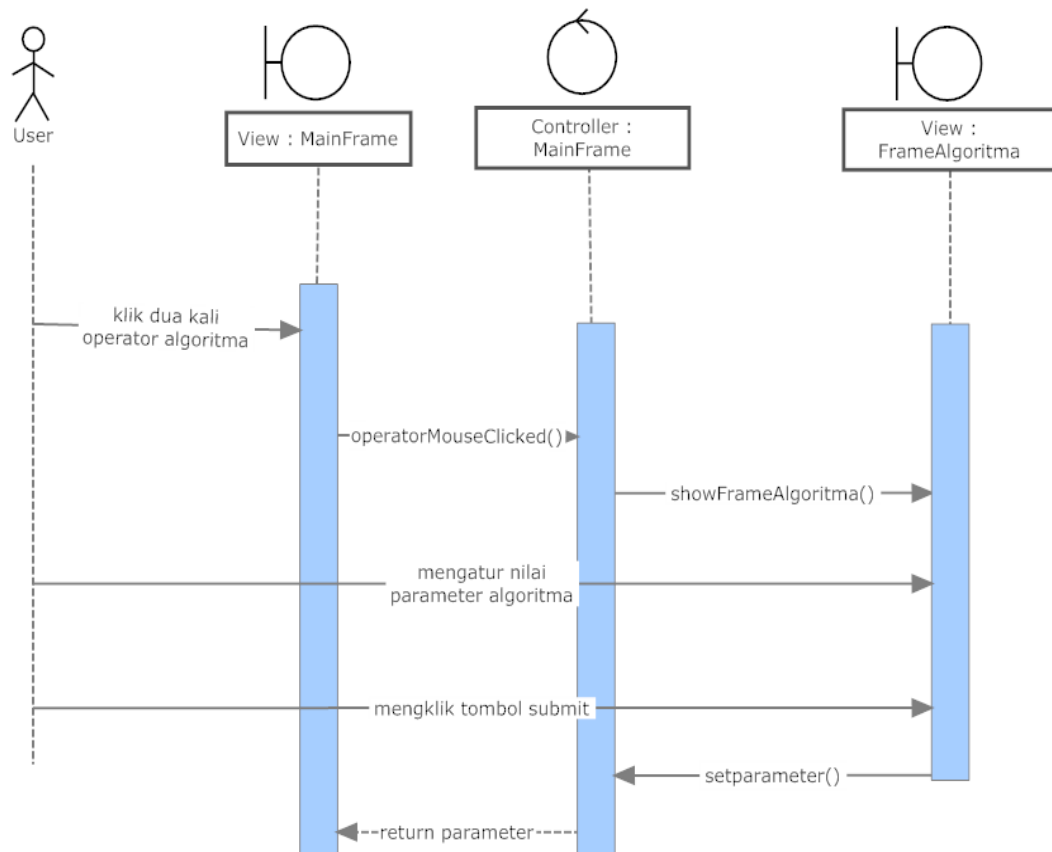 User
View : MainFrame
Controller :
MainFrame
View :
FrameAlgoritma
klik dua kali
operator algoritma
operatorMouseClicked()
showFrameAlgoritma()
mengatur nilai
parameter algoritma
mengklik tombol submit
setparameter()
return parameter